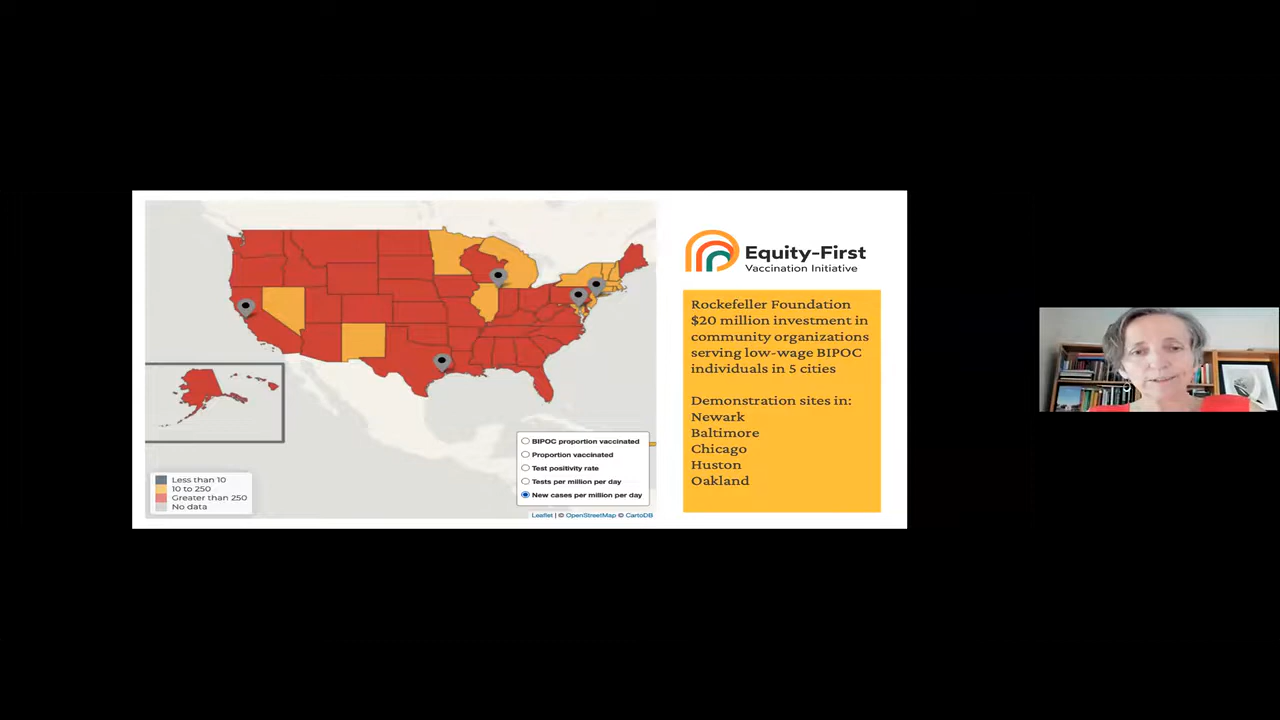 BIPOC proportion vaccinated
Proportion vaccinated
Test positivity rate
Tests per million per day
New cases per million per day
Less than 10
10 to 250
Greater than 250
No data
Leaflet | © OpenStreetMap © CartoDB
Equity-First
Vaccination Initiative
Rockefeller Foundation
$20 million investment in
community organizations
serving low-wage BIPOC
individuals in 5 cities
Demonstration sites in:
Newark
Baltimore
Chicago
Huston
Oakland